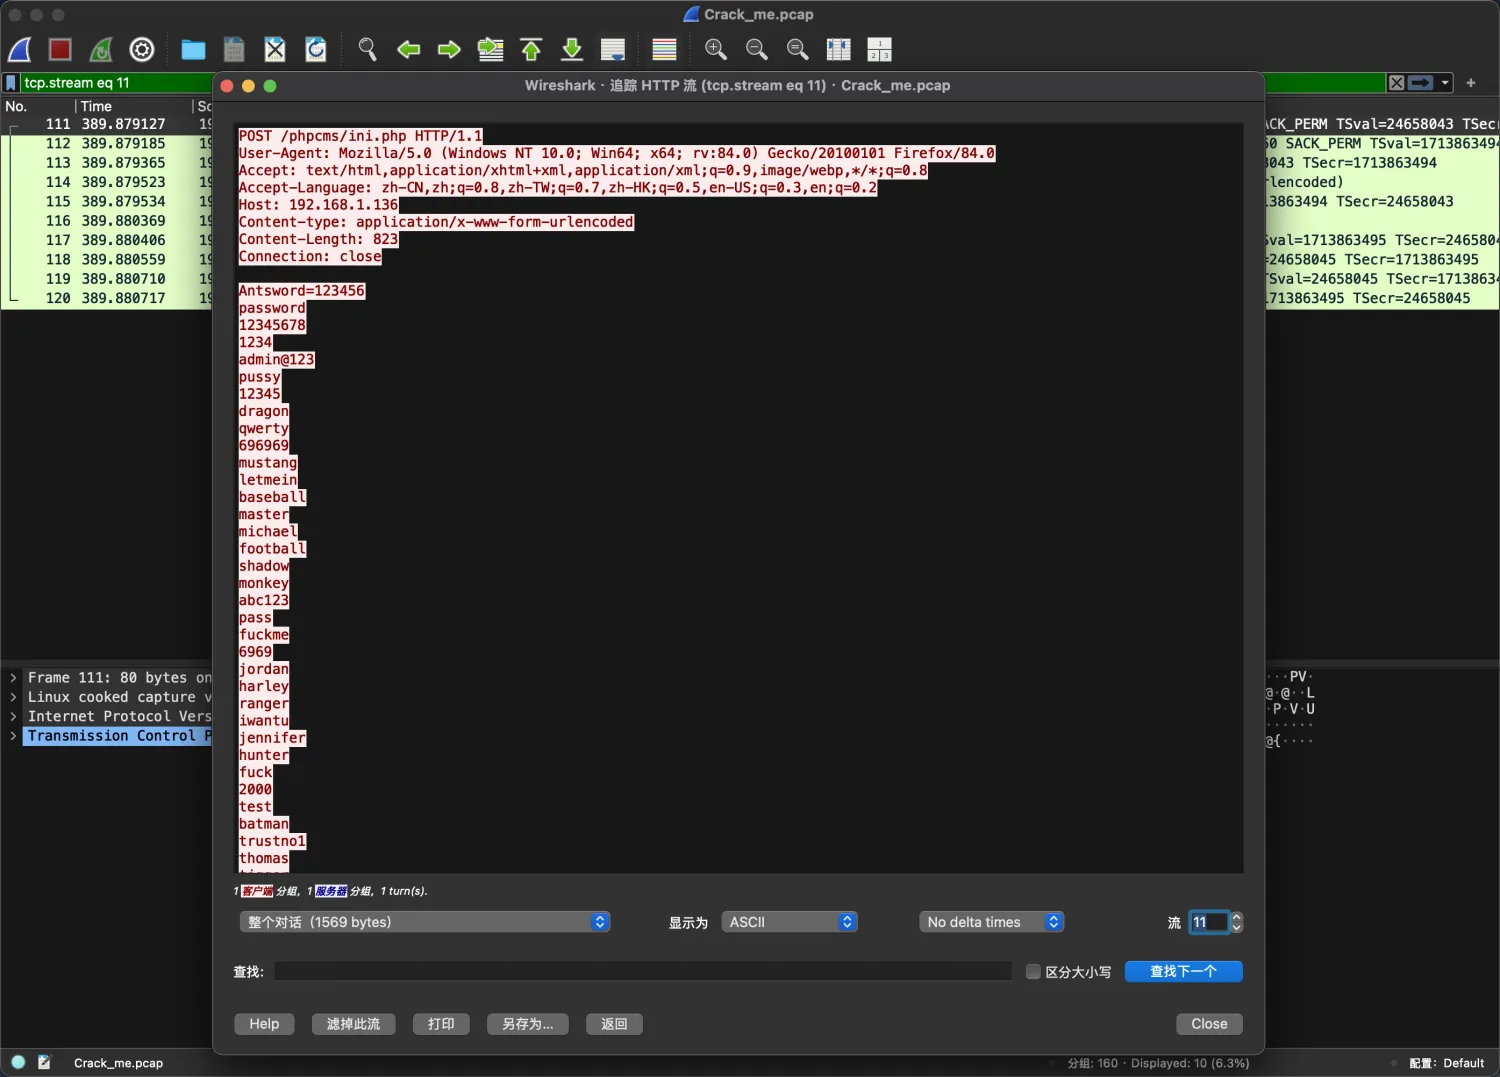 Crack_me.pcap
tcp.stream eq 11
Wireshark · 追踪 HTTP 流 (tcp.stream eq 11) · Crack_me.pcap
No. Time
111 389.879127 19
112 389.879185 19
113 389.879365 19
114 389.879523 19
115 389.879534 19
116 389.880369 19
117 389.880406 19
118 389.880559 19
119 389.880710 19
120 389.880717 19
ACK_PERM TSval=24658043 TSecr
SACK_PERM TSval=1713863494
TSecr=1713863494
rlencoded)
13863494 TSecr=24658043
Sval=1713863495 TSecr=246580
=24658045 TSecr=1713863495
TSval=24658045 TSecr=1713863
1713863495 TSecr=24658045
POST /phpcms/ini.php HTTP/1.1
User-Agent: Mozilla/5.0 (Windows NT 10.0; Win64; x64; rv:84.0) Gecko/20100101 Firefox/84.0
Accept: text/html,application/xhtml+xml,application/xml;q=0.9,image/webp,*/*;q=0.8
Accept-Language: zh-CN,zh;q=0.8,zh-TW;q=0.7,zh-HK;q=0.5,en-US;q=0.3,en;q=0.2
Host: 192.168.1.136
Content-type: application/x-www-form-urlencoded
Content-Length: 823
Connection: close
Antsword=123456
password
12345678
1234
admin@123
pussy
12345
dragon
qwerty
696969
mustang
letmein
baseball
master
michael
football
shadow
monkey
abc123
pass
fuckme
6969
jordan
harley
ranger
iwantu
jennifer
hunter
fuck
2000
test
batman
trustno1
thomas
Frame 111: 80 bytes on
Linux cooked capture v
Internet Protocol Vers
Transmission Control P
···PV·
@·@··L
·P·V·U
······
@{····
1 客户端 分组, 1 服务器 分组, 1 turn(s).
整个对话 (1569 bytes)
显示为 ASCII
No delta times
流 11
查找:
区分大小写
查找下一个
Help
滤掉此流
打印
另存为...
返回
Close
Crack_me.pcap
分组: 160 · Displayed: 10 (6.3%)
配置: Default